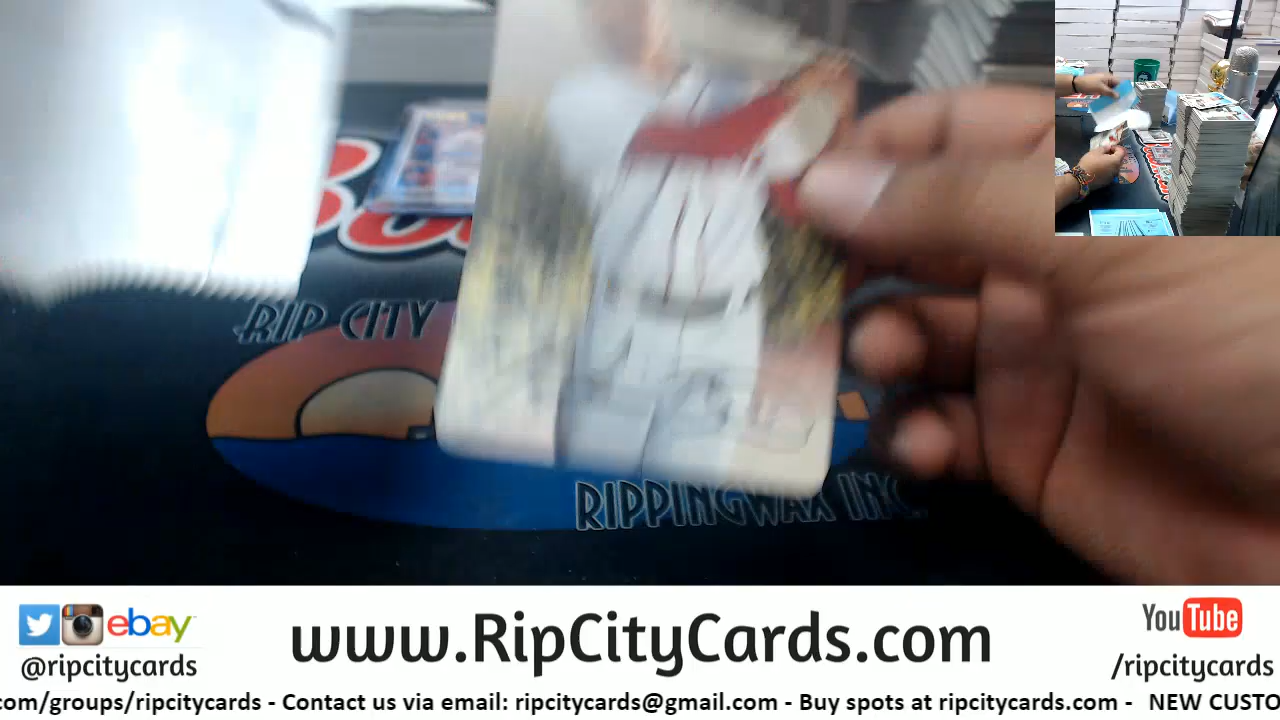 RIP CITY
RIPPINGWAX INC.
ebay
@ripcitycards
www.RipCityCards.com
YouTube
/ripcitycards
com/groups/ripcitycards - Contact us via email: ripcitycards@gmail.com - Buy spots at ripcitycards.com - NEW CUSTO